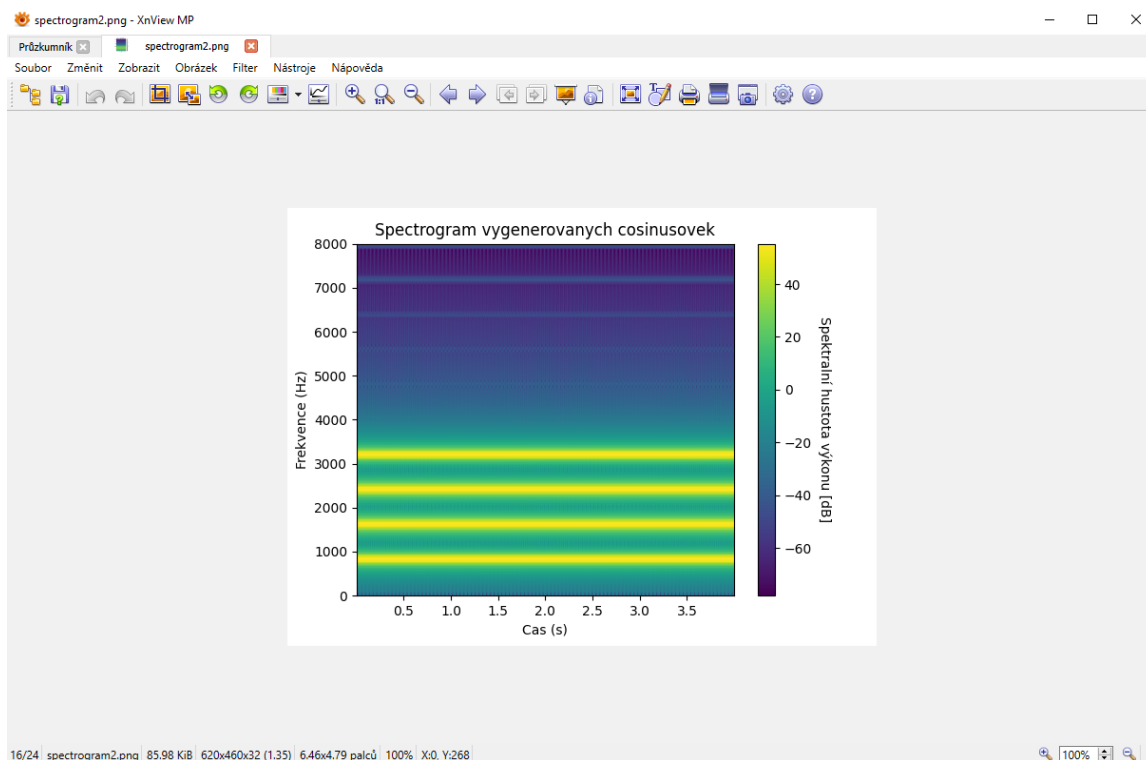 spectrogram2.png - XnView MP
Průzkumník
spectrogram2.png
Soubor Změnit Zobrazit Obrázek Filter Nástroje Nápověda
1:1
Spectrogram vygenerovanych cosinusovek
8000
7000
6000
5000
4000
3000
2000
1000
0
Frekvence (Hz)
0.5 1.0 1.5 2.0 2.5 3.0 3.5
Cas (s)
40
20
0
−20
−40
−60
Spektralní hustota výkonu [dB]
16/24 spectrogram2.png 85.98 KiB 620x460x32 (1.35) 6.46x4.79 palců 100% X:0, Y:268
100%